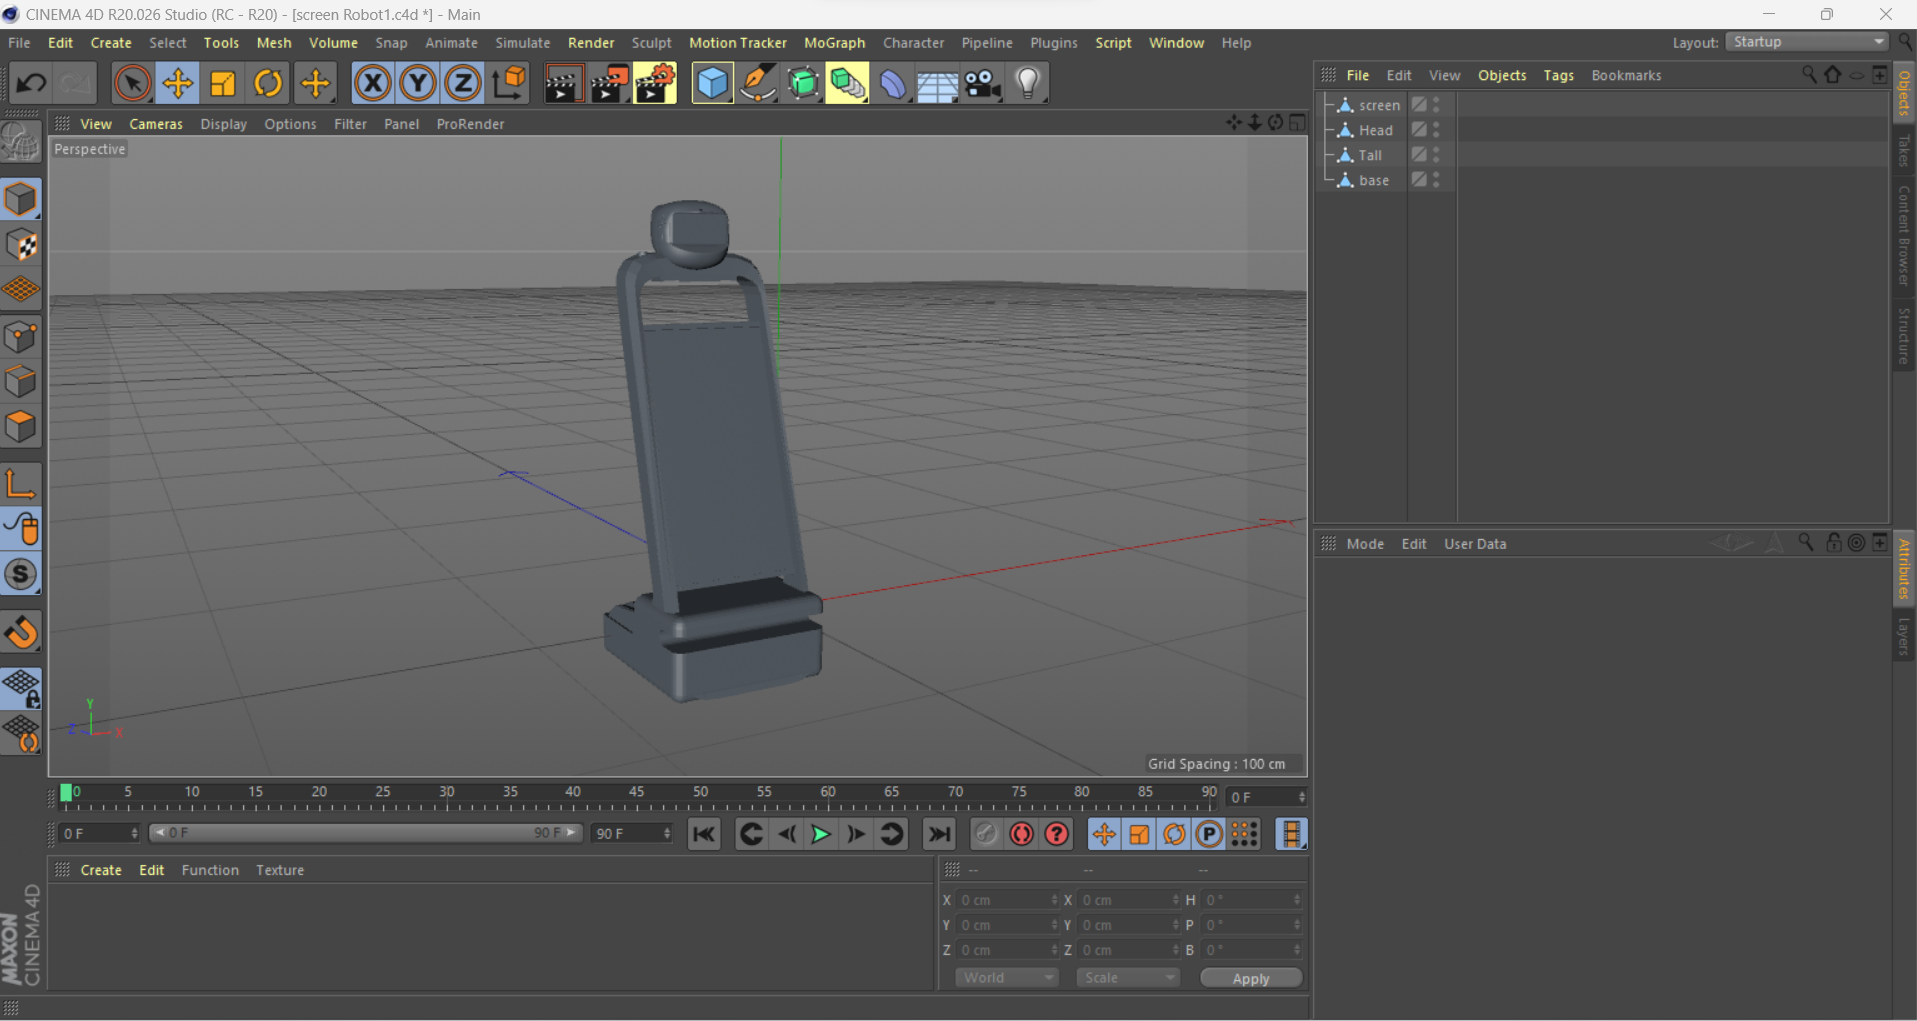 CINEMA 4D R20.026 Studio (RC - R20) - [screen Robot1.c4d *] - Main
File Edit Create Select Tools Mesh Volume Snap Animate Simulate Render Sculpt Motion Tracker MoGraph Character Pipeline Plugins Script Window Help Layout: Startup
X Y Z
File Edit View Objects Tags Bookmarks
View Cameras Display Options Filter Panel ProRender
Perspective
screen
Head
Tall
base
Objects
Takes
Content Browser
Structure
S
Mode Edit User Data
Attributes
Layers
Y
Z X
Grid Spacing : 100 cm
0 5 10 15 20 25 30 35 40 45 50 55 60 65 70 75 80 85 90 0 F
0 F 0 F 90 F 90 F ? P
Create Edit Function Texture
-- -- --
X 0 cm X 0 cm H 0 °
Y 0 cm Y 0 cm P 0 °
Z 0 cm Z 0 cm B 0 °
World Scale Apply
MAXON
CINEMA 4D